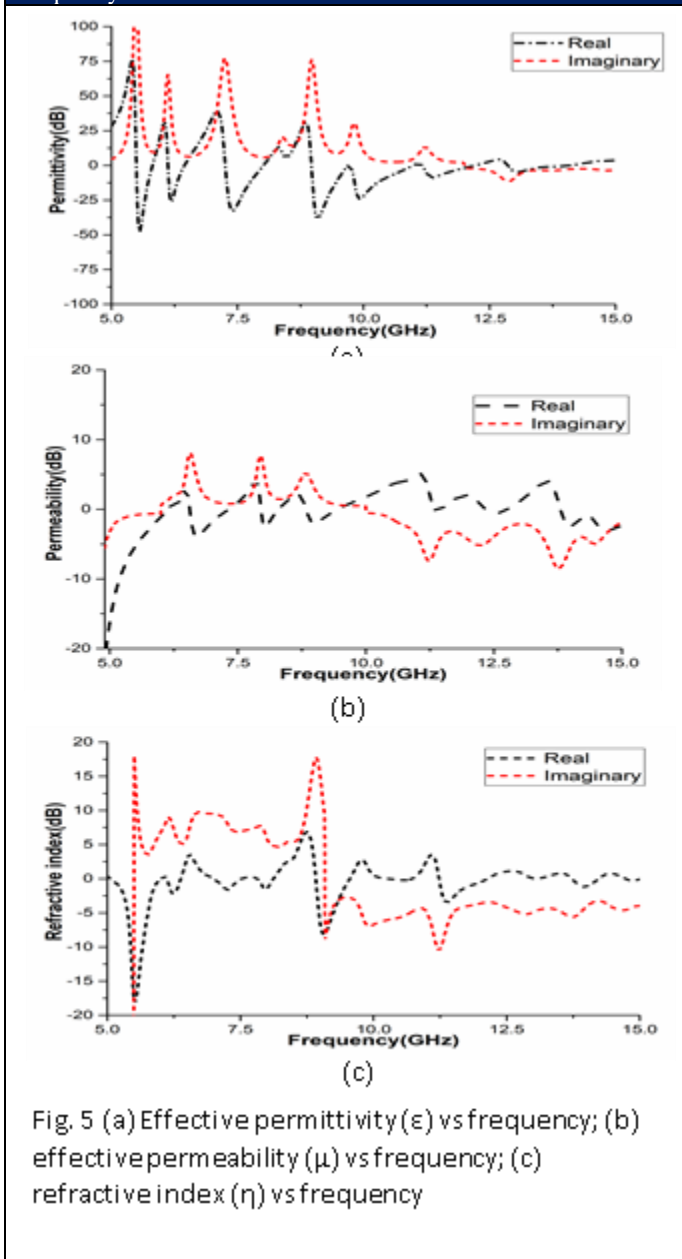 Real
Imaginary
Permittivity(dB)
100
75
50
25
0
-25
-50
-75
-100
5.0
7.5
10.0
12.5
15.0
Frequency(GHz)
Real
Imaginary
Permeability(dB)
20
10
0
-10
-20
5.0
7.5
10.0
12.5
15.0
Frequency(GHz)
(b)
Real
Imaginary
Refractive index(dB)
20
15
10
5
0
-5
-10
-15
-20
5.0
7.5
10.0
12.5
15.0
Frequency(GHz)
(c)
Fig. 5 (a) Effective permittivity (ε) vs frequency; (b)
effective permeability (μ) vs frequency; (c)
refractive index (η) vs frequency